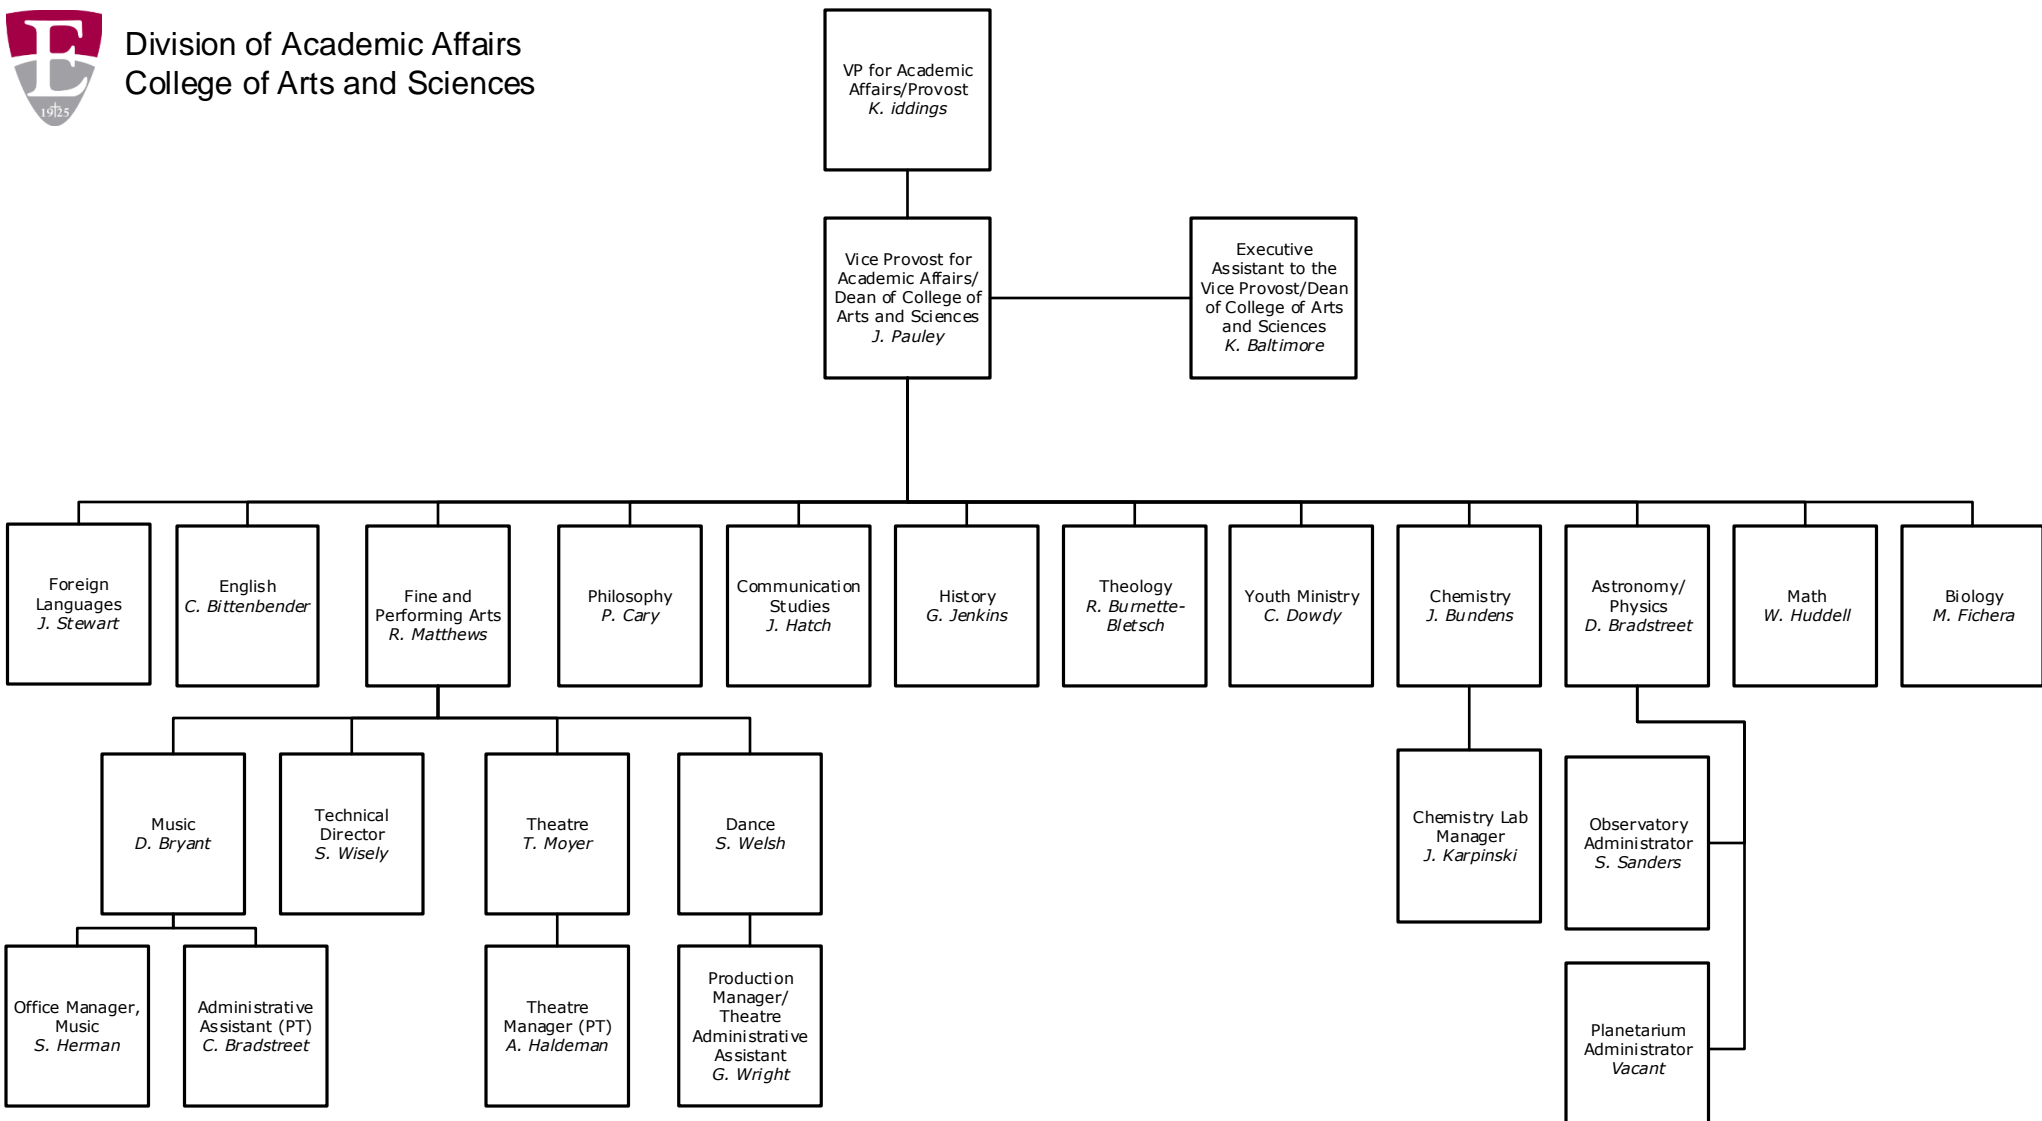 E
19†25
Division of Academic Affairs
College of Arts and Sciences
VP for Academic
Affairs/Provost
K. iddings
Vice Provost for
Academic Affairs/
Dean of College of
Arts and Sciences
J. Pauley
Executive
Assistant to the
Vice Provost/Dean
of College of Arts
and Sciences
K. Baltimore
Foreign
Languages
J. Stewart
English
C. Bittenbender
Fine and
Performing Arts
R. Matthews
Philosophy
P. Cary
Communication
Studies
J. Hatch
History
G. Jenkins
Theology
R. Burnette-
Bletsch
Youth Ministry
C. Dowdy
Chemistry
J. Bundens
Astronomy/
Physics
D. Bradstreet
Math
W. Huddell
Biology
M. Fichera
Music
D. Bryant
Technical
Director
S. Wisely
Theatre
T. Moyer
Dance
S. Welsh
Chemistry Lab
Manager
J. Karpinski
Observatory
Administrator
S. Sanders
Office Manager,
Music
S. Herman
Administrative
Assistant (PT)
C. Bradstreet
Theatre
Manager (PT)
A. Haldeman
Production
Manager/
Theatre
Administrative
Assistant
G. Wright
Planetarium
Administrator
Vacant